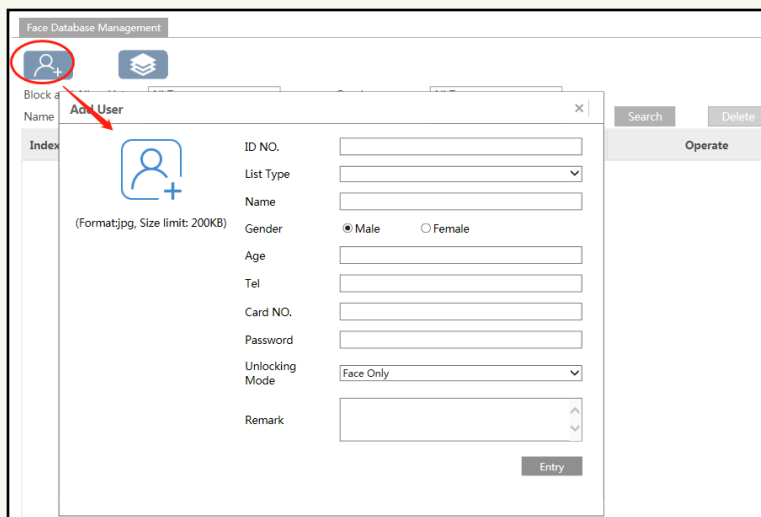 Face Database Management
Block a
Name
Search
Delete
Index
Operate
Add User
×
(Format:jpg, Size limit: 200KB)
ID NO.
List Type
Name
Gender
Male
Female
Age
Tel
Card NO.
Password
Unlocking
Mode
Face Only
Remark
Entry